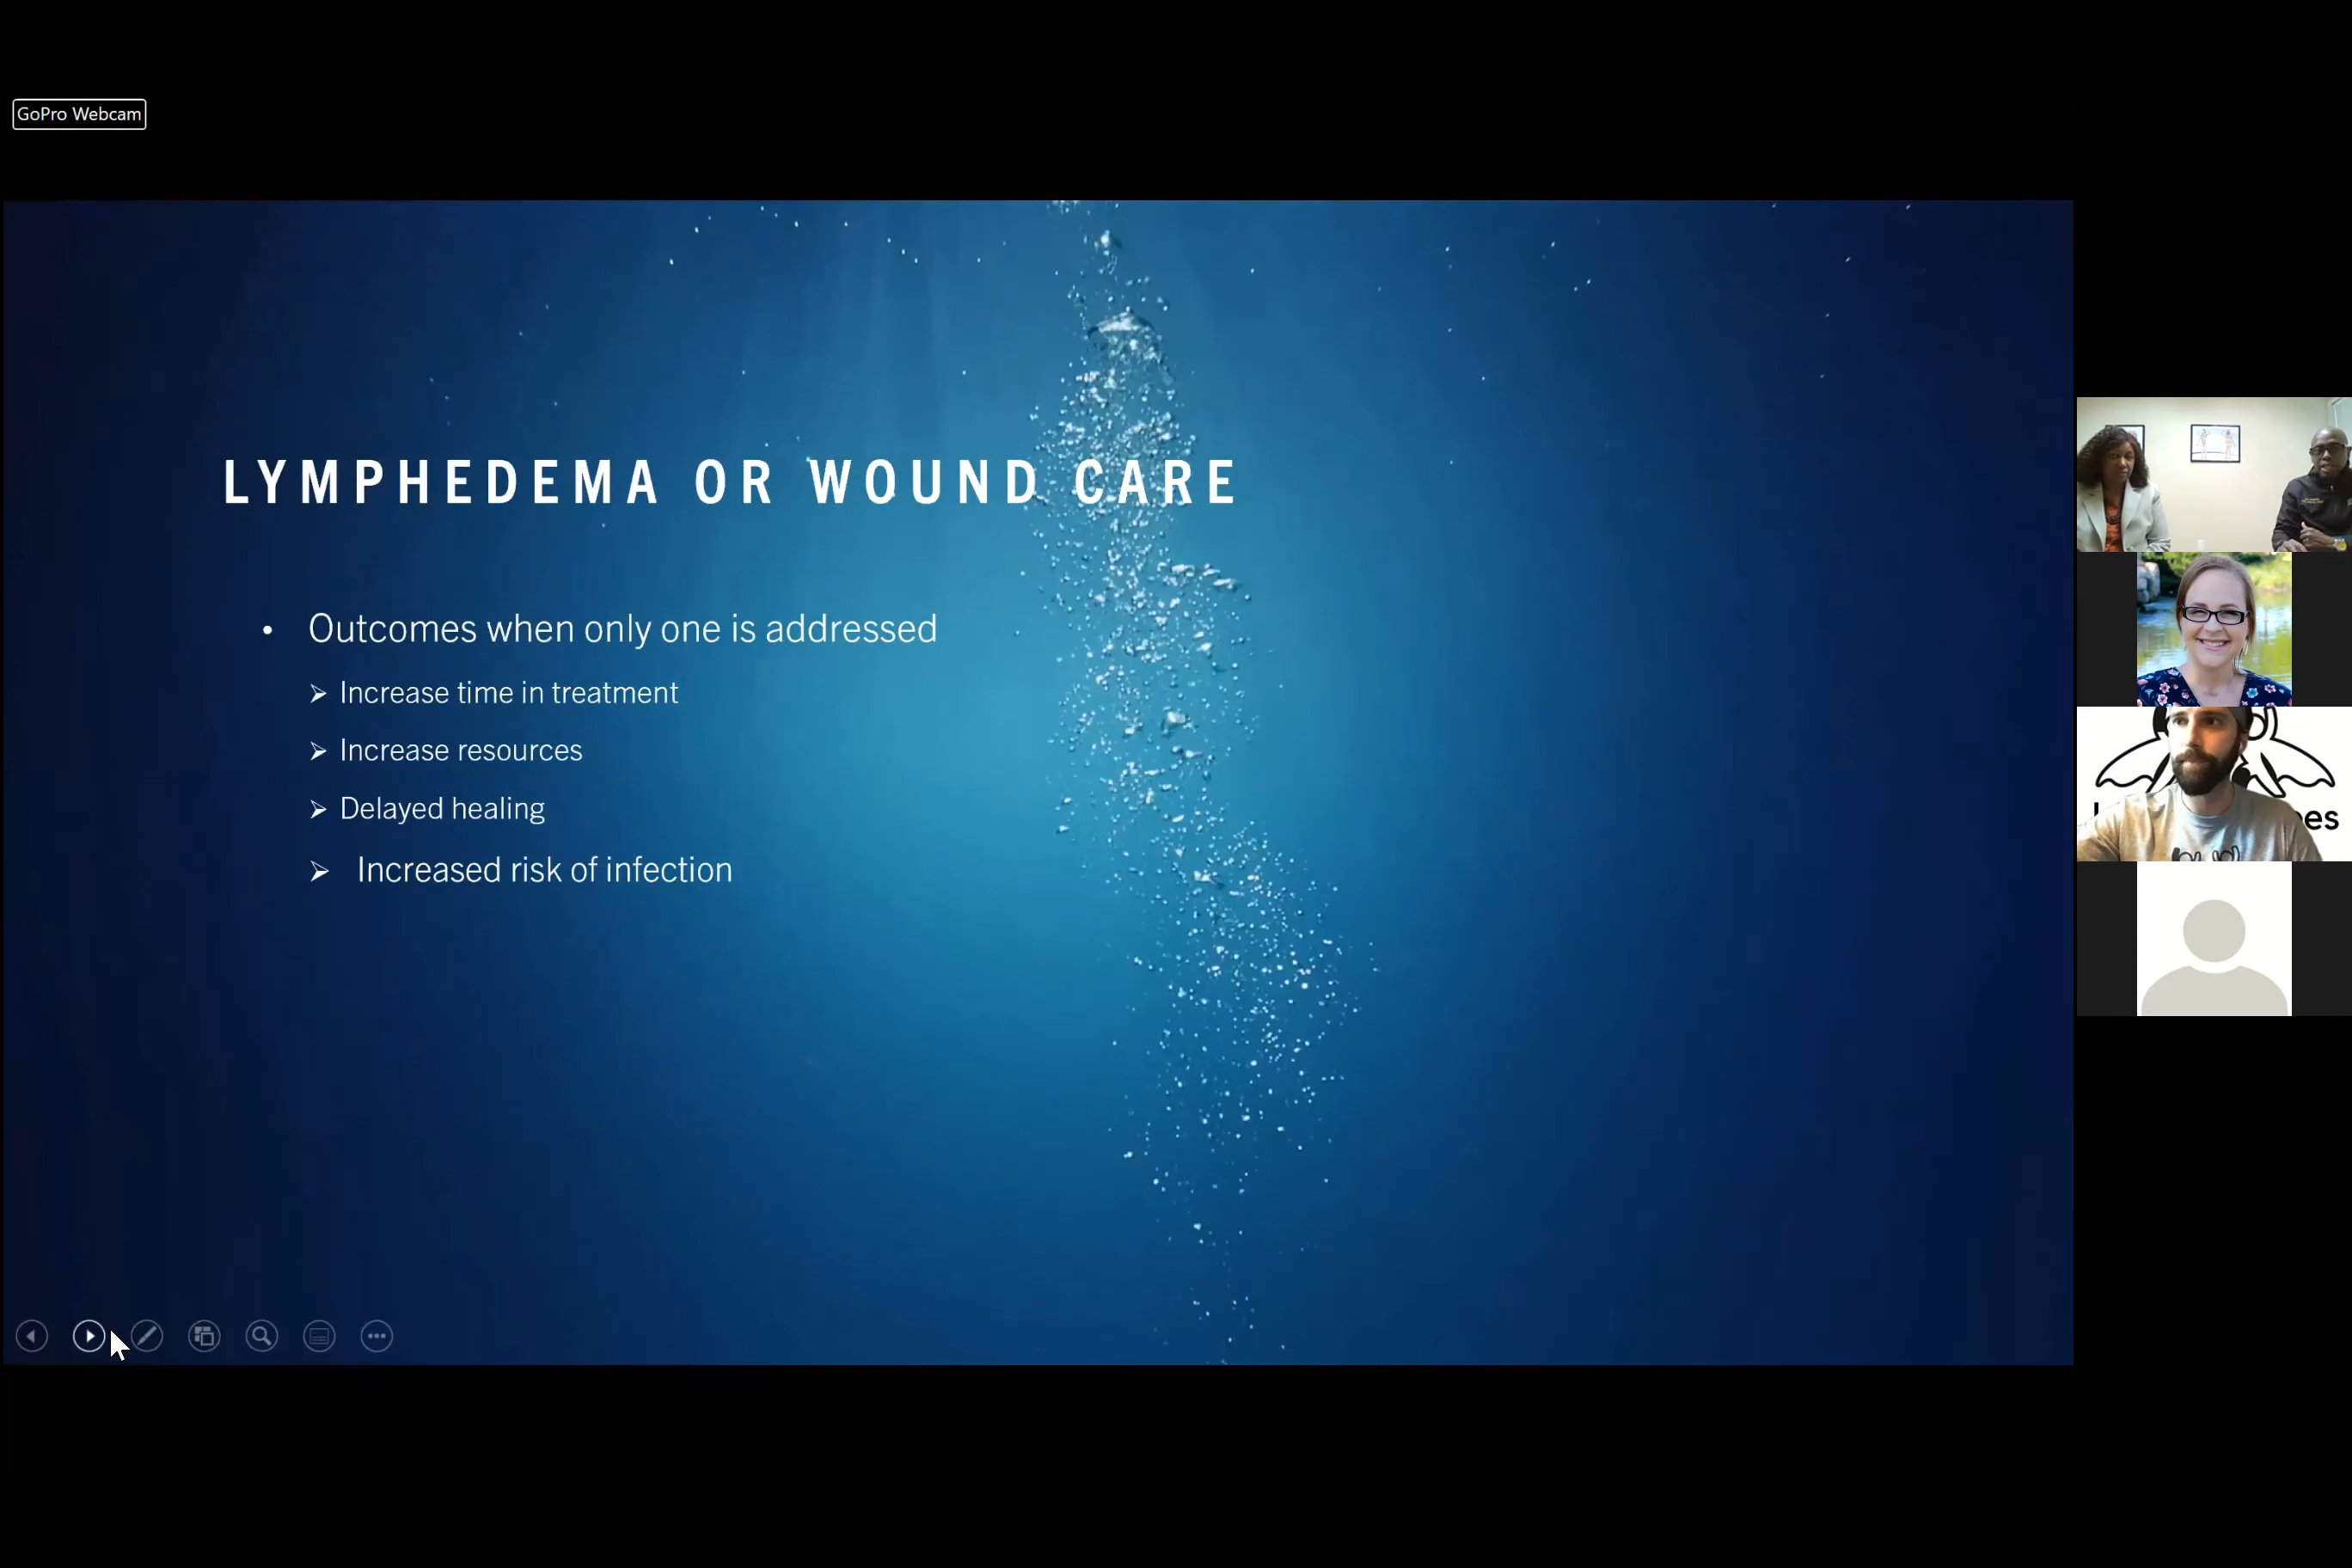 GoPro Webcam
LYMPHEDEMA OR WOUND CARE
• Outcomes when only one is addressed
➢ Increase time in treatment
➢ Increase resources
➢ Delayed healing
➢ Increased risk of infection